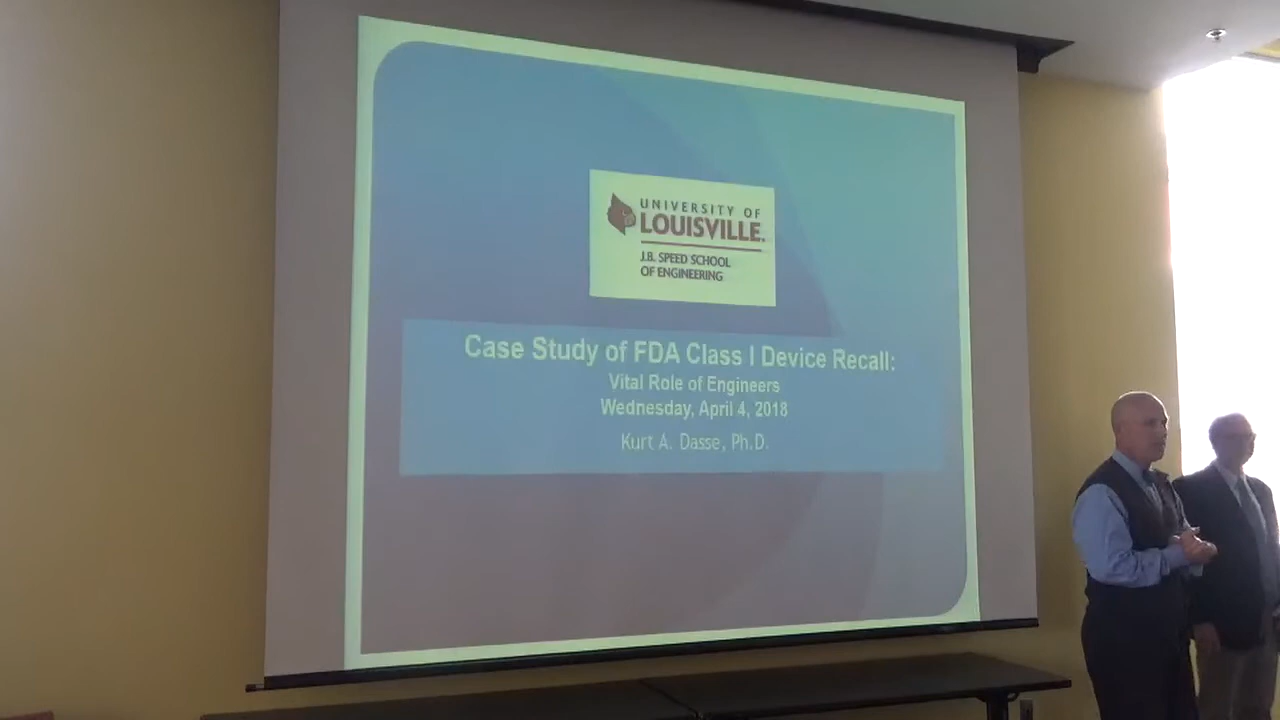 UNIVERSITY OF
LOUISVILLE.
J.B. SPEED SCHOOL
OF ENGINEERING
Case Study of FDA Class I Device Recall:
Vital Role of Engineers
Wednesday, April 4, 2018
Kurt A. Dasse, Ph.D.